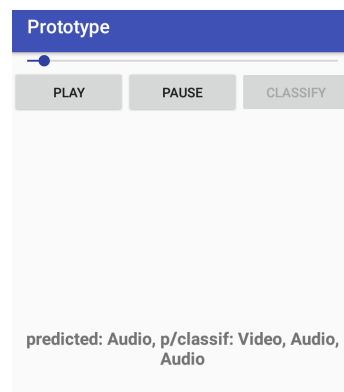 Prototype
PLAY PAUSE CLASSIFY
predicted: Audio, p/classif: Video, Audio,
Audio